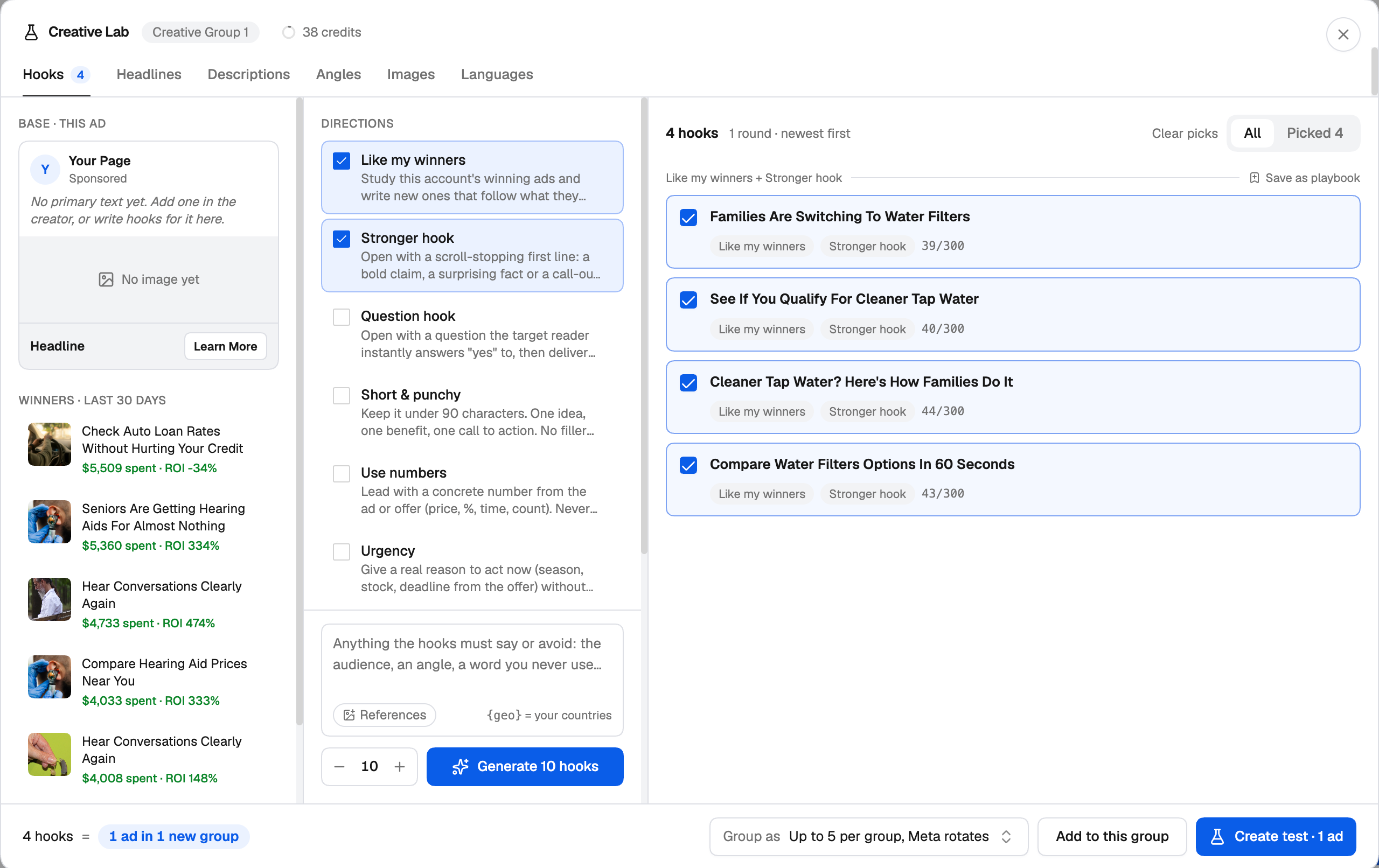 Creative Lab
Creative Group 1
38 credits
Hooks 4
Headlines
Descriptions
Angles
Images
Languages
BASE · THIS AD
Y
Your Page
Sponsored
No primary text yet. Add one in the
creator, or write hooks for it here.
No image yet
Headline
Learn More
WINNERS · LAST 30 DAYS
Check Auto Loan Rates
Without Hurting Your Credit
$5,509 spent · ROI -34%
Seniors Are Getting Hearing
Aids For Almost Nothing
$5,360 spent · ROI 334%
Hear Conversations Clearly
Again
$4,733 spent · ROI 474%
Compare Hearing Aid Prices
Near You
$4,033 spent · ROI 333%
Hear Conversations Clearly
Again
$4,008 spent · ROI 148%
DIRECTIONS
Like my winners
Study this account's winning ads and
write new ones that follow what they...
Stronger hook
Open with a scroll-stopping first line: a
bold claim, a surprising fact or a call-ou...
Question hook
Open with a question the target reader
instantly answers "yes" to, then deliver...
Short & punchy
Keep it under 90 characters. One idea,
one benefit, one call to action. No filler...
Use numbers
Lead with a concrete number from the
ad or offer (price, %, time, count). Never...
Urgency
Give a real reason to act now (season,
stock, deadline from the offer) without...
Anything the hooks must say or avoid: the
audience, an angle, a word you never use...
References
{geo} = your countries
− 10 +
Generate 10 hooks
4 hooks 1 round · newest first
Clear picks
All
Picked 4
Like my winners + Stronger hook
Save as playbook
Families Are Switching To Water Filters
Like my winners Stronger hook 39/300
See If You Qualify For Cleaner Tap Water
Like my winners Stronger hook 40/300
Cleaner Tap Water? Here's How Families Do It
Like my winners Stronger hook 44/300
Compare Water Filters Options In 60 Seconds
Like my winners Stronger hook 43/300
4 hooks = 1 ad in 1 new group
Group as Up to 5 per group, Meta rotates
Add to this group
Create test · 1 ad